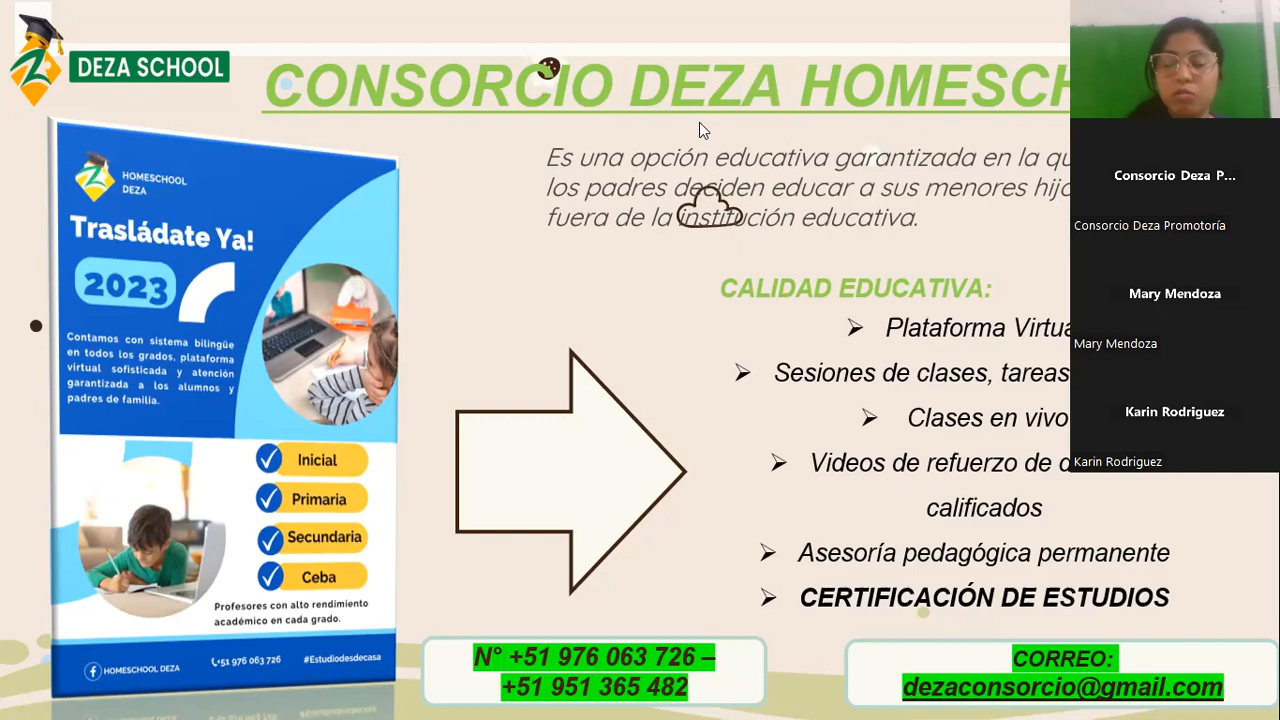 DEZA SCHOOL
CONSORCIO DEZA HOMESCH
Es una opción educativa garantizada en la
los padres deciden educar a sus menores
fuera de la institución educativa.
HOMESCHOOL
DEZA
Trasládate Ya!
2023
Contamos con sistema bilingüe
en todos los grados, plataforma
virtual sofisticada y atención
garantizada a los alumnos y
padres de familia.
Inicial
Primaria
Secundaria
Ceba
Profesores con alto rendimiento
académico en cada grado.
HOMESCHOOL DEZA
+51 976 063 726
#Estudiodesdecasa
CALIDAD EDUCATIVA:
Plataforma
Sesiones de clases, tareas
Clases en vivo
Videos de refuerzo de
calificados
Asesoría pedagógica permanente
CERTIFICACIÓN DE ESTUDIOS
N° +51 976 063 726 –
+51 951 365 482
CORREO:
dezaconsorcio@gmail.com
Consorcio Deza P...
Consorcio Deza Promotoría
Mary Mendoza
Mary Mendoza
Karin Rodriguez
Karin Rodriguez